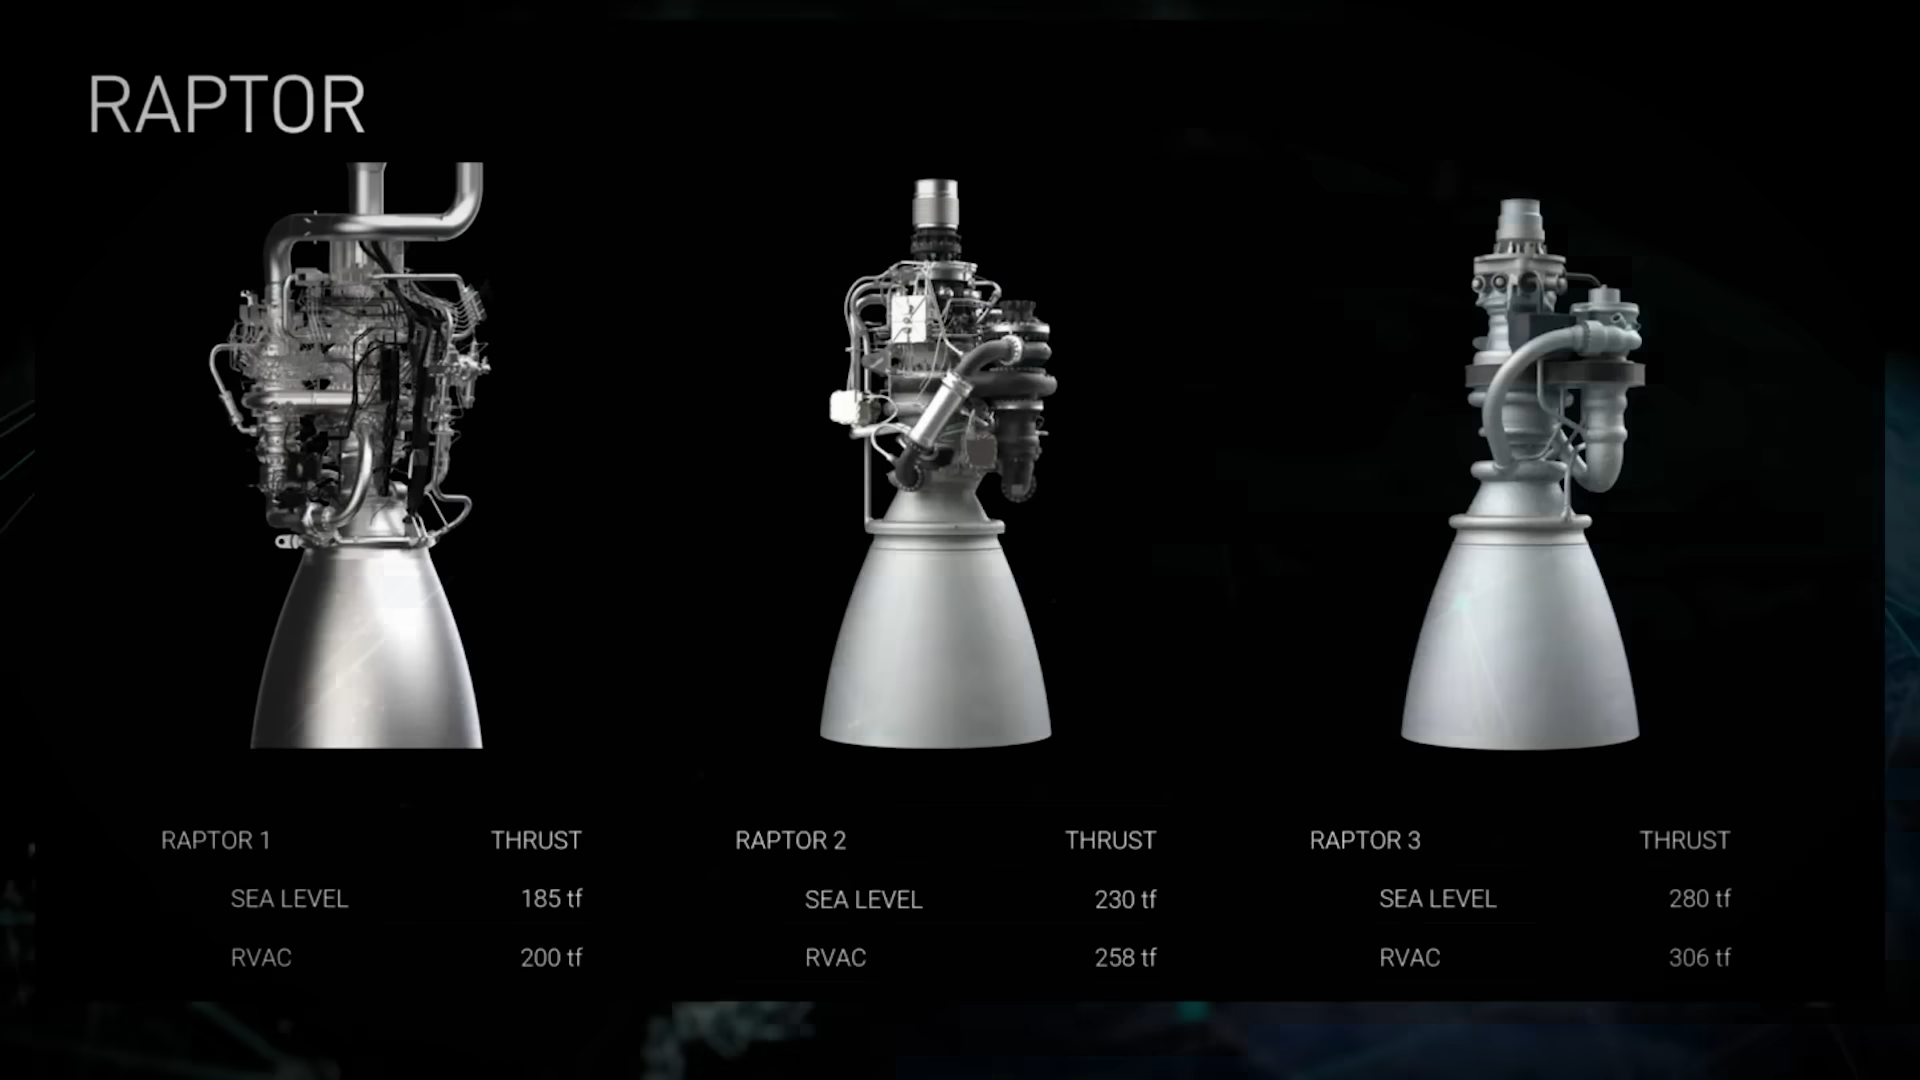 RAPTOR
RAPTOR 1 THRUST
SEA LEVEL 185 tf
RVAC 200 tf
RAPTOR 2 THRUST
SEA LEVEL 230 tf
RVAC 258 tf
RAPTOR 3 THRUST
SEA LEVEL 280 tf
RVAC 306 tf